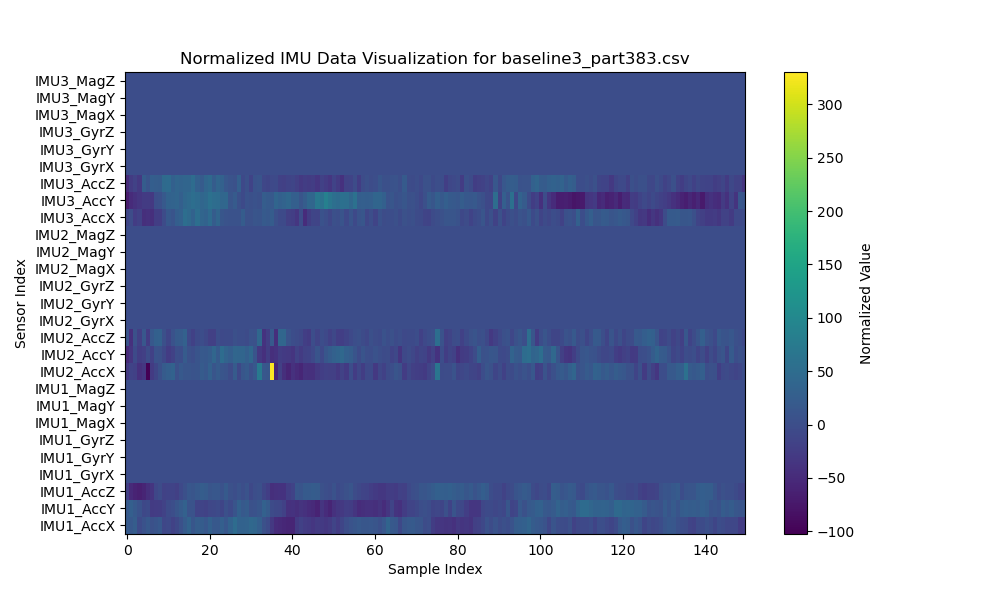 Normalized IMU Data Visualization for baseline3_part383.csv
IMU3_MagZ
IMU3_MagY
IMU3_MagX
IMU3_GyrZ
IMU3_GyrY
IMU3_GyrX
IMU3_AccZ
IMU3_AccY
IMU3_AccX
IMU2_MagZ
IMU2_MagY
IMU2_MagX
IMU2_GyrZ
IMU2_GyrY
IMU2_GyrX
IMU2_AccZ
IMU2_AccY
IMU2_AccX
IMU1_MagZ
IMU1_MagY
IMU1_MagX
IMU1_GyrZ
IMU1_GyrY
IMU1_GyrX
IMU1_AccZ
IMU1_AccY
IMU1_AccX
Sensor Index
0 20 40 60 80 100 120 140
Sample Index
300
250
200
150
100
50
0
−50
−100
Normalized Value